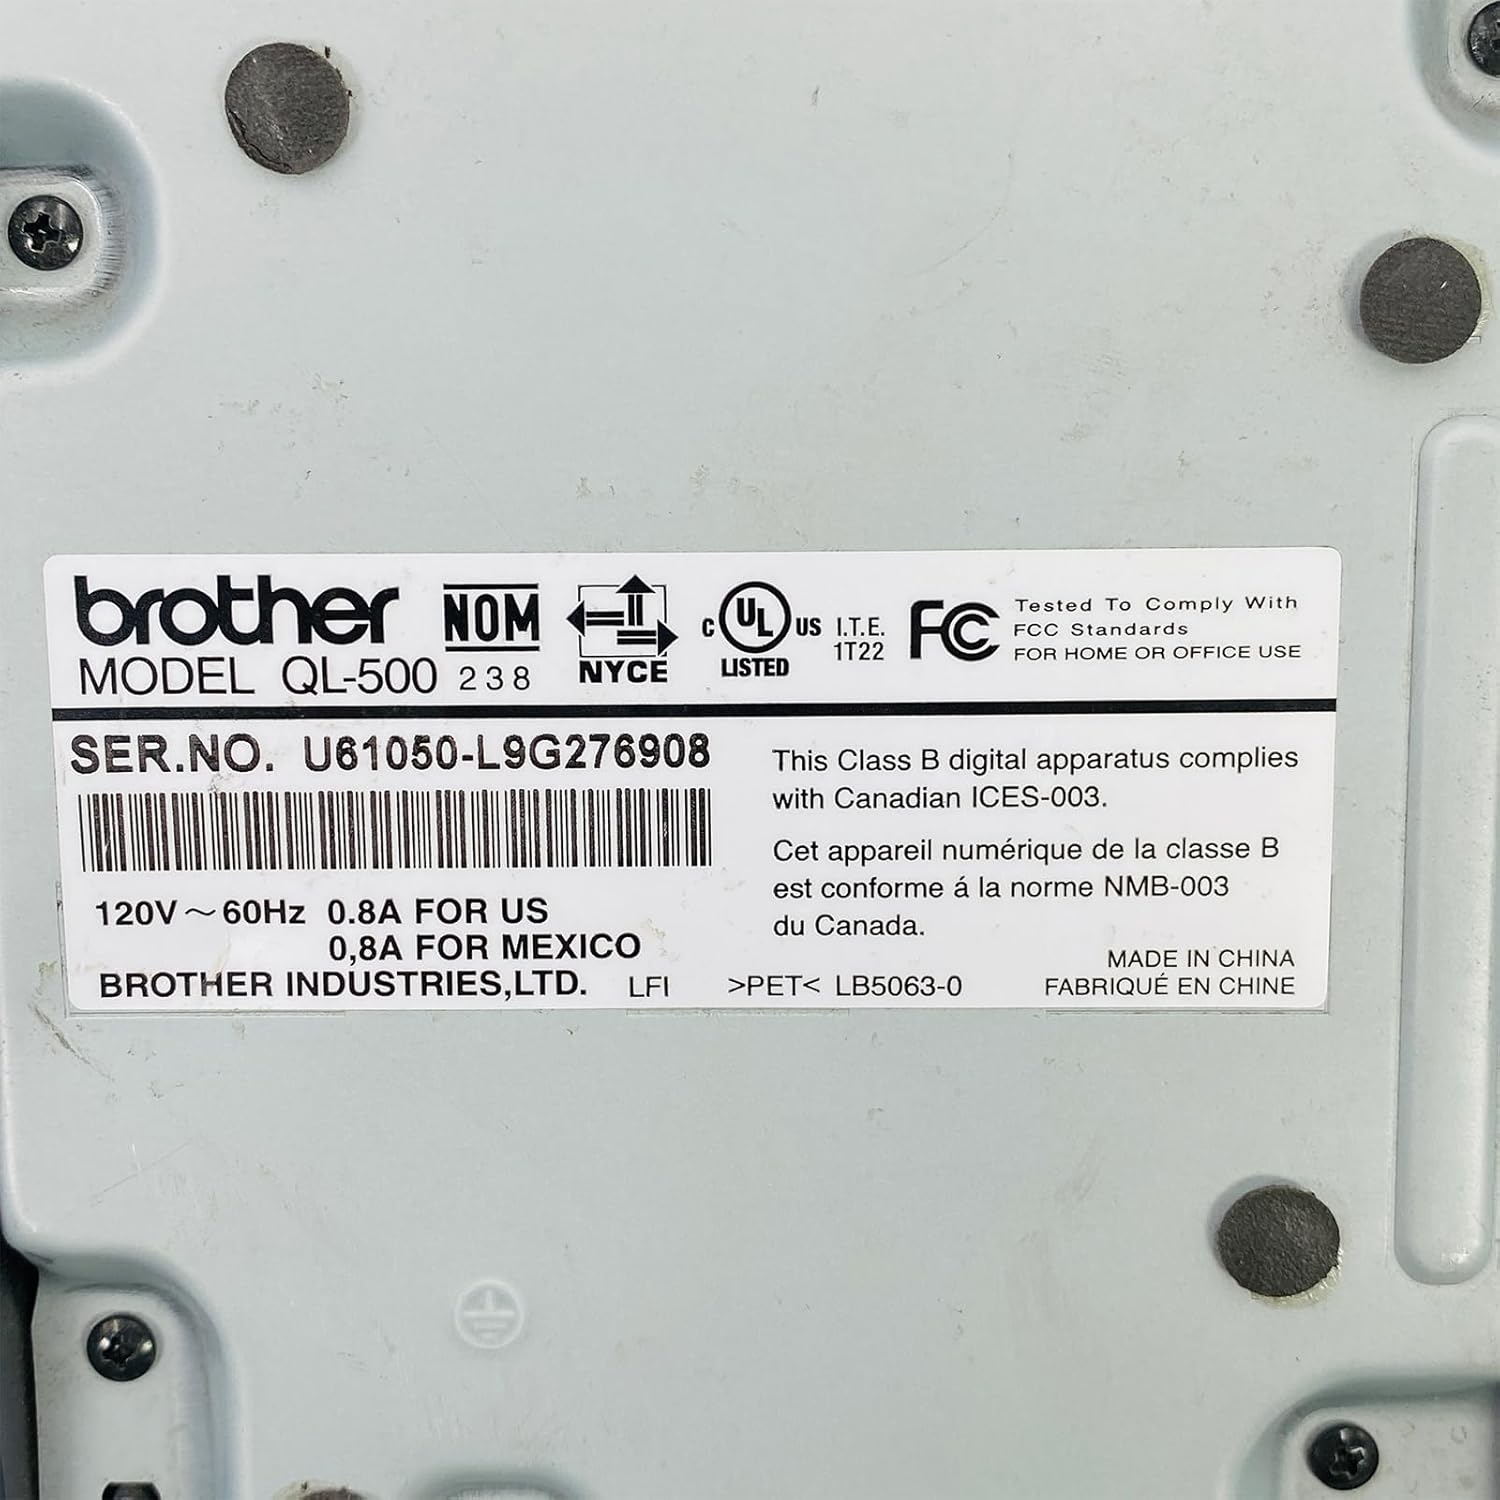 brother NOM NYCE C UL US LISTED I.T.E. 1T22 FC Tested To Comply With
FCC Standards
FOR HOME OR OFFICE USE
MODEL QL-500 238
SER.NO. U61050-L9G276908
120V ~ 60Hz 0.8A FOR US
0,8A FOR MEXICO
BROTHER INDUSTRIES,LTD. LFI >PET< LB5063-0
This Class B digital apparatus complies
with Canadian ICES-003.
Cet appareil numérique de la classe B
est conforme á la norme NMB-003
du Canada.
MADE IN CHINA
FABRIQUÉ EN CHINE